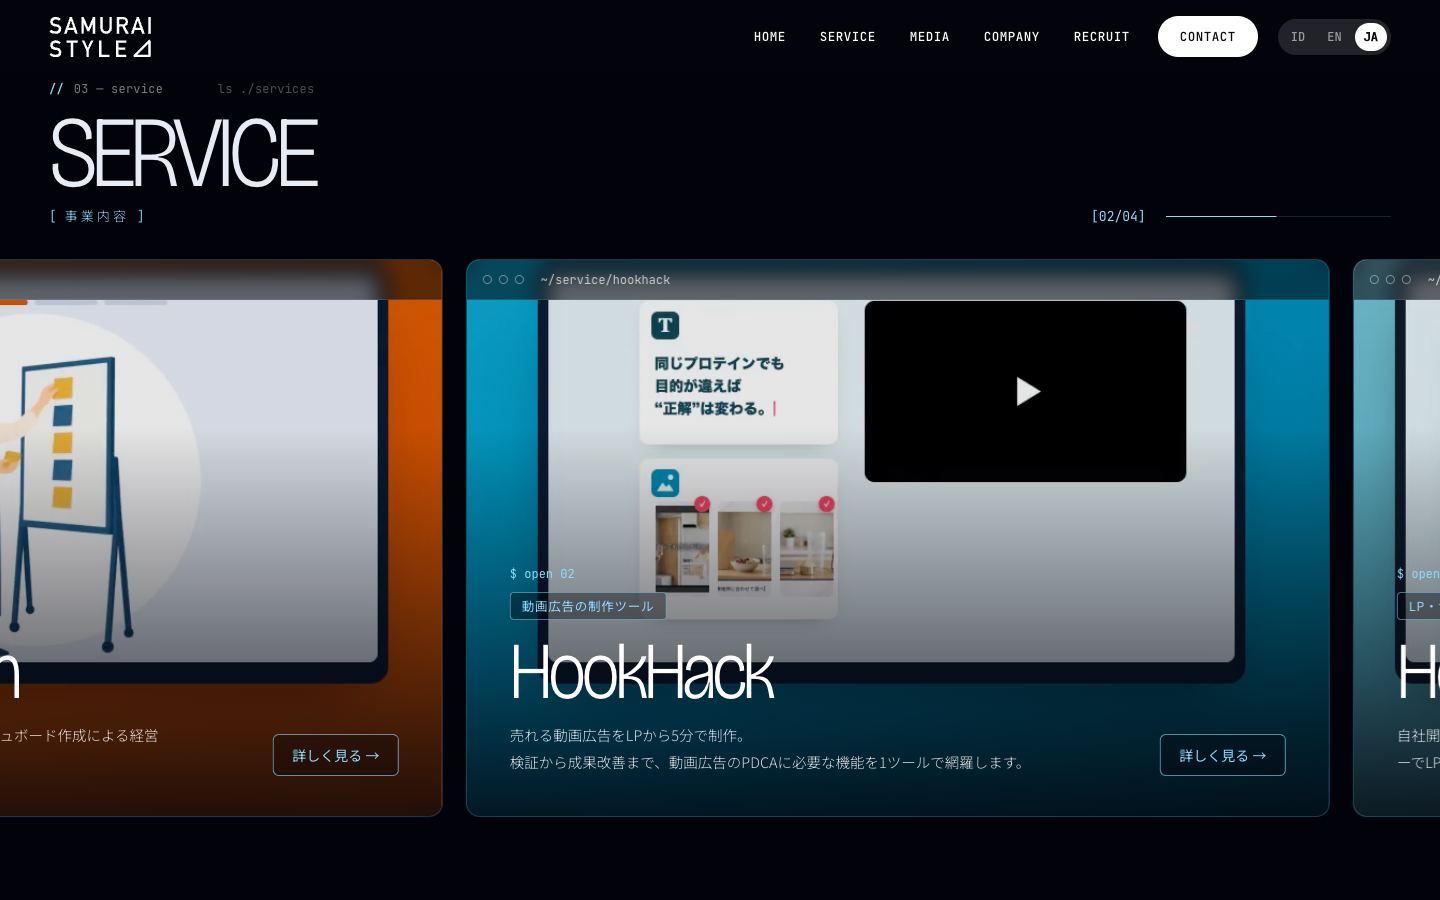 SAMURAI
STYLE
HOME SERVICE MEDIA COMPANY RECRUIT CONTACT ID EN JA
// 03 — service ls ./services
SERVICE
[ 事業内容 ]
[02/04]
~/service/hookhack
T
同じプロテインでも
目的が違えば
“正解”は変わる。
$ open 02
動画広告の制作ツール
HookHack
売れる動画広告をLPから5分で制作。
検証から成果改善まで、動画広告のPDCAに必要な機能を1ツールで網羅します。
詳しく見る →
ュボード作成による経営
詳しく見る →
~/
$ open
LP・
H
自社開
ーでLP